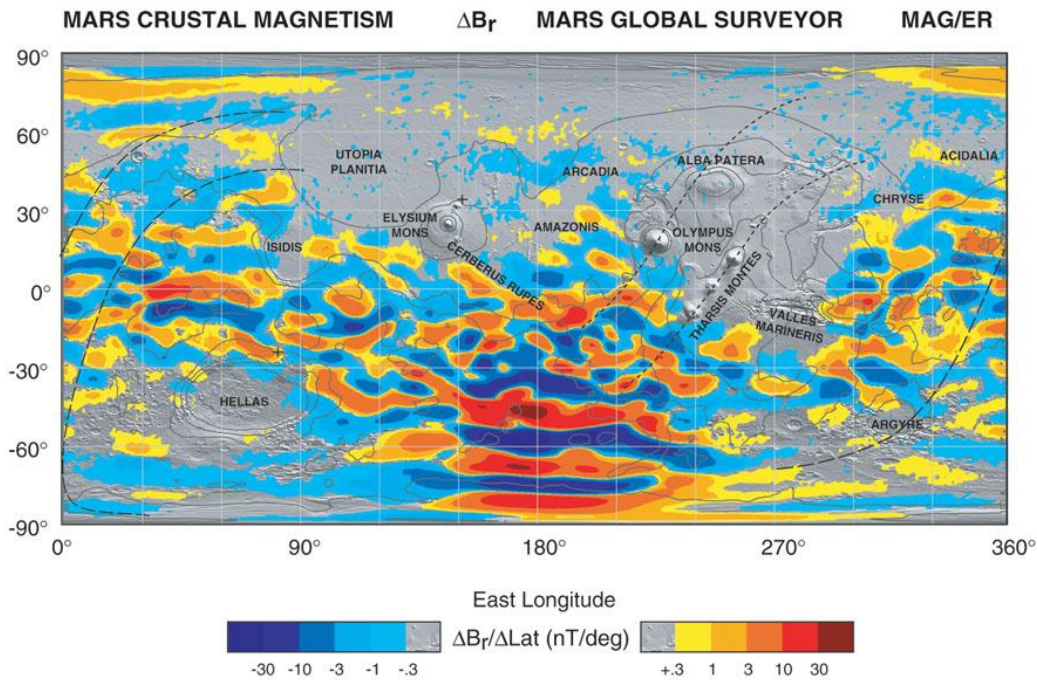 MARS CRUSTAL MAGNETISM ΔBr MARS GLOBAL SURVEYOR MAG/ER
90°
60°
30°
0°
-30°
-60°
-90°
UTOPIA
PLANITIA
ARCADIA
ALBA PATERA
ACIDALIA
CHRYSE
ELYSIUM
MONS
AMAZONIS
OLYMPUS
MONS
ISIDIS
CERBERUS RUPES
THARSIS MONTES
VALLES
MARINERIS
HELLAS
ARGYRE
0° 90° 180° 270° 360°
East Longitude
ΔBr/ΔLat (nT/deg)
-30 -10 -3 -1 -.3 +.3 1 3 10 30